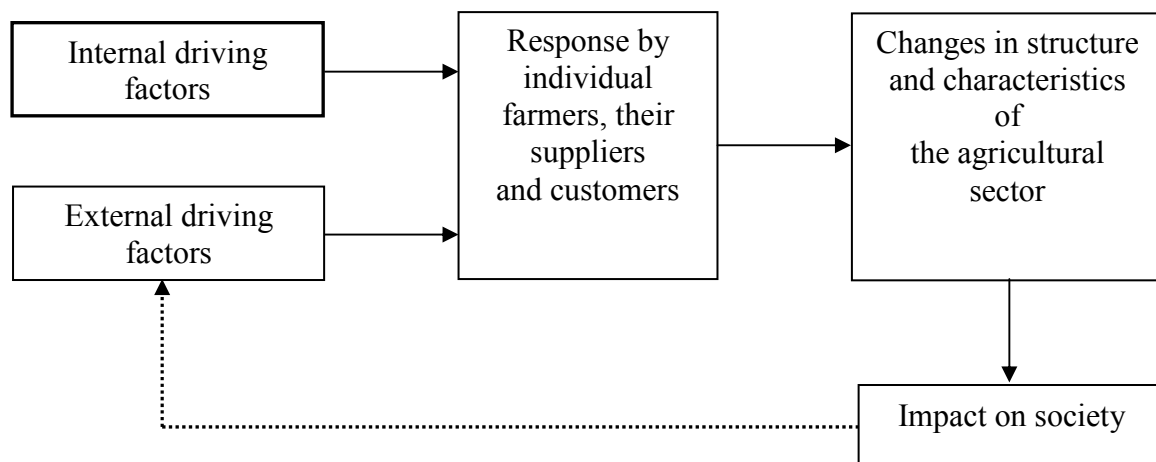 Internal driving
factors
External driving
factors
Response by
individual
farmers, their
suppliers
and customers
Changes in structure
and characteristics
of
the agricultural
sector
Impact on society